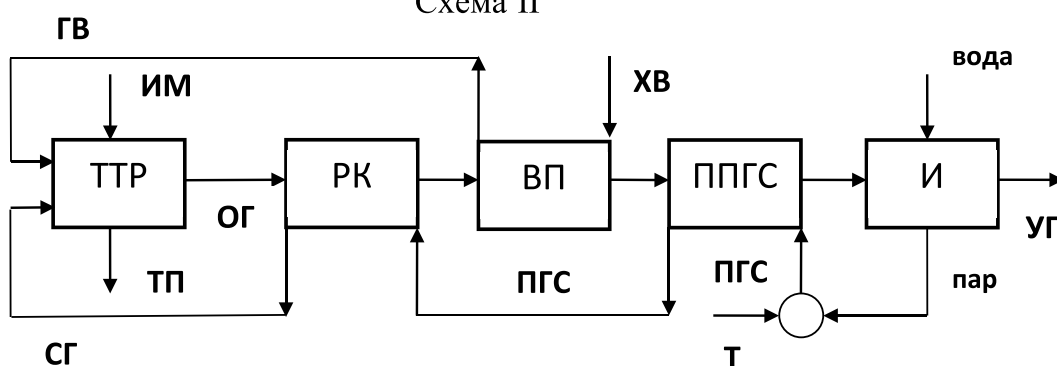 Схема II
ГВ
ИМ
ХВ
вода
ТТР
РК
ВП
ППГС
И
ОГ
УГ
ТП
ПГС
ПГС
пар
СГ
Т